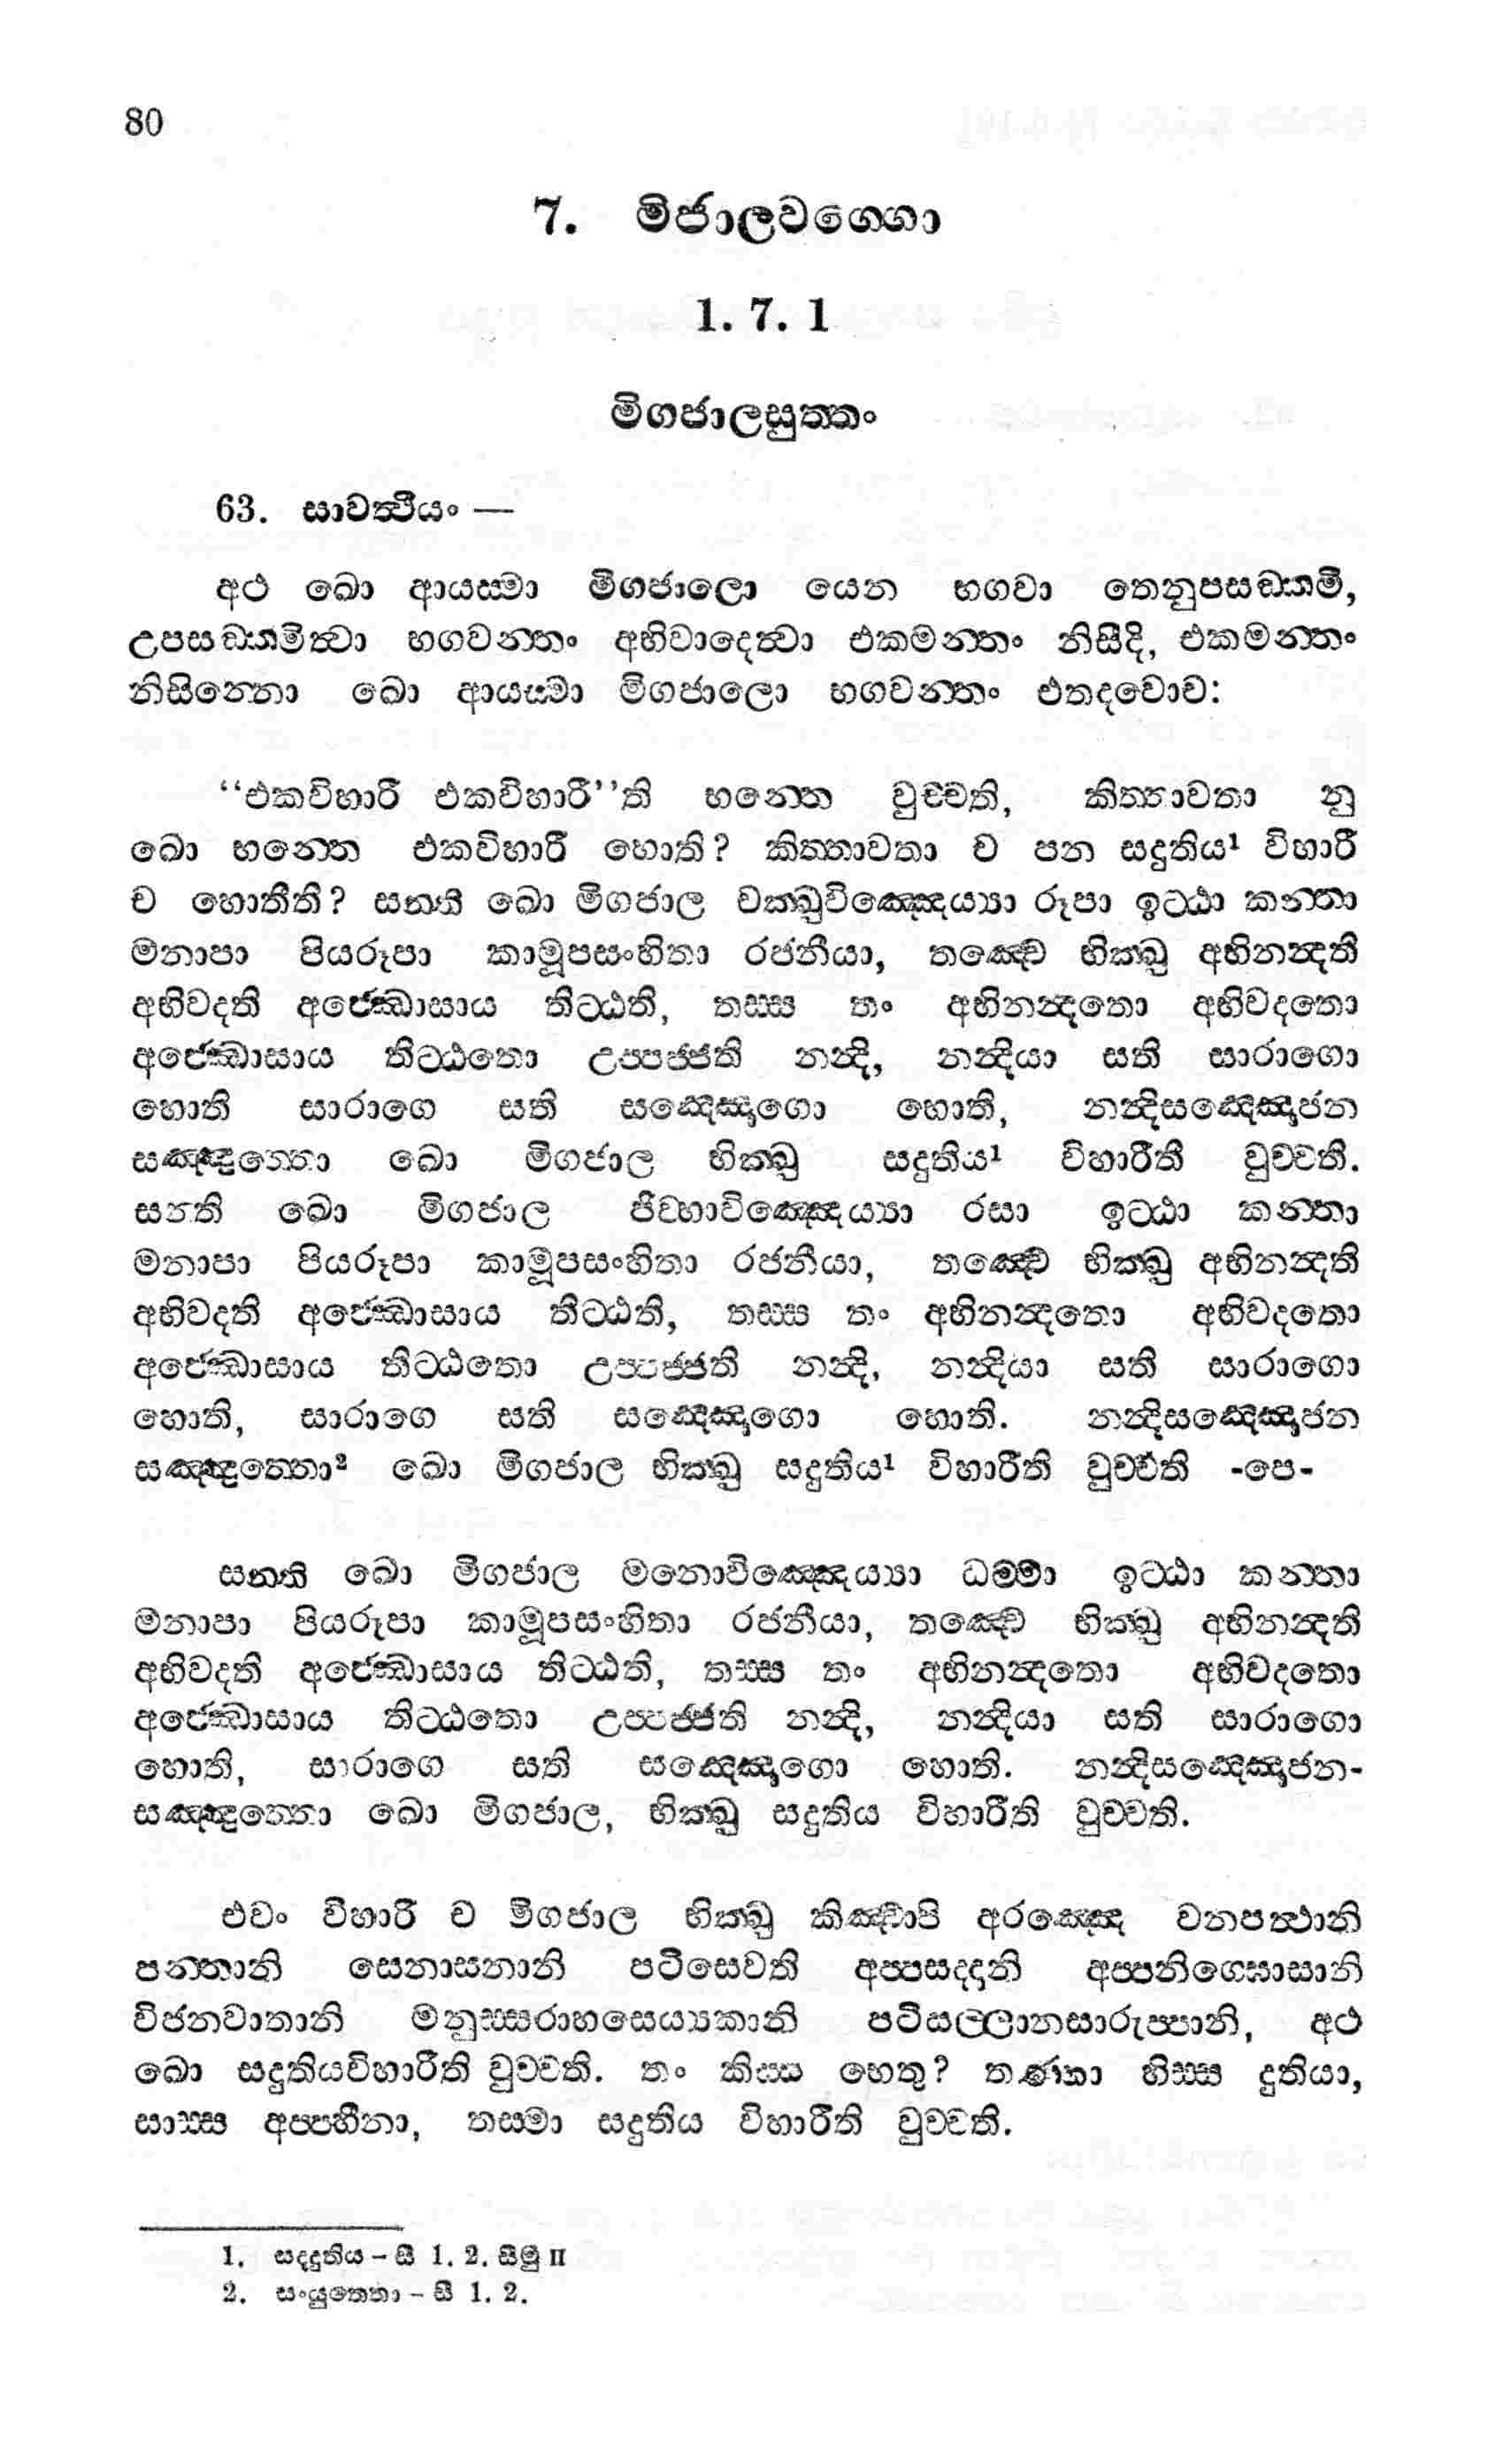 80
7. මිජාලවග්ගො
1. 7. 1
මිගජාලසුත්තං
63. සාවත්ථියං —
අථ ඛො ආයස්මා මිගජාලො යෙන භගවා තෙනුපසඞ්කමි,
උපසඞ්කමිත්වා භගවන්තං අභිවාදෙත්වා එකමන්තං නිසීදි, එකමන්තං
නිසින්නො ඛො ආයස්මා මිගජාලො භගවන්තං එතදවොච:
“එකවිහාරී එකවිහාරී”ති භන්තෙ වුච්චති, කිත්තාවතා නු
ඛො භන්තෙ එකවිහාරී හොති? කිත්තාවතා ච පන සදුතිය¹ විහාරී
ච හොතීති? සන්ති ඛො මිගජාල චක්ඛුවිඤ්ඤෙය්‍යා රූපා ඉට්ඨා කන්තා
මනාපා පියරූපා කාමූපසංහිතා රජනීයා, තඤ්චෙ භික්ඛු අභිනන්දති
අභිවදති අජ්ඣොසාය තිට්ඨති, තස්ස තං අභිනන්දතො අභිවදතො
අජ්ඣොසාය තිට්ඨතො උප්පජ්ජති නන්දි, නන්දියා සති සාරාගො
හොති සාරාගෙ සති සඤ්ඤොගො හොති, නන්දිසඤ්ඤොජන
සඤ්ඤුත්තො ඛො මිගජාල භික්ඛු සදුතිය¹ විහාරීති වුච්චති.
සන්ති ඛො මිගජාල ජිව්හාවිඤ්ඤෙය්‍යා රසා ඉට්ඨා කන්තා
මනාපා පියරූපා කාමූපසංහිතා රජනීයා, තඤ්චෙ භික්ඛු අභිනන්දති
අභිවදති අජ්ඣොසාය තිට්ඨති, තස්ස තං අභිනන්දතො අභිවදතො
අජ්ඣොසාය තිට්ඨතො උප්පජ්ජති නන්දි, නන්දියා සති සාරාගො
හොති, සාරාගෙ සති සඤ්ඤොගො හොති. නන්දිසඤ්ඤොජන
සඤ්ඤුත්තො² ඛො මිගජාල භික්ඛු සදුතිය¹ විහාරීති වුච්චති -පෙ-
සන්ති ඛො මිගජාල මනොවිඤ්ඤෙය්‍යා ධම්මා ඉට්ඨා කන්තා
මනාපා පියරූපා කාමූපසංහිතා රජනීයා, තඤ්චෙ භික්ඛු අභිනන්දති
අභිවදති අජ්ඣොසාය තිට්ඨති, තස්ස තං අභිනන්දතො අභිවදතො
අජ්ඣොසාය තිට්ඨතො උප්පජ්ජති නන්දි, නන්දියා සති සාරාගො
හොති, සාරාගෙ සති සඤ්ඤොගො හොති. නන්දිසඤ්ඤොජන-
සඤ්ඤුත්තො ඛො මිගජාල, භික්ඛු සදුතිය විහාරීති වුච්චති.
එවං විහාරී ච මිගජාල භික්ඛු කිඤ්චාපි අරඤ්ඤෙ වනපත්ථානි
පන්තානි සෙනාසනානි පටිසෙවති අප්පසද්දානි අප්පනිග්ඝොසානි
විජනවාතානි මනුස්සරාහසෙය්‍යකානි පටිසල්ලානසාරුප්පානි, අථ
ඛො සදුතියවිහාරීති වුච්චති. තං කිස්ස හෙතු? තණ්හා හිස්ස දුතියා,
සාස්ස අප්පහීනා, තස්මා සදුතිය විහාරීති වුච්චති.
1. සද්දුතිය – සී 1. 2. සීමු II
2. සංයුත්තො – සී 1. 2.